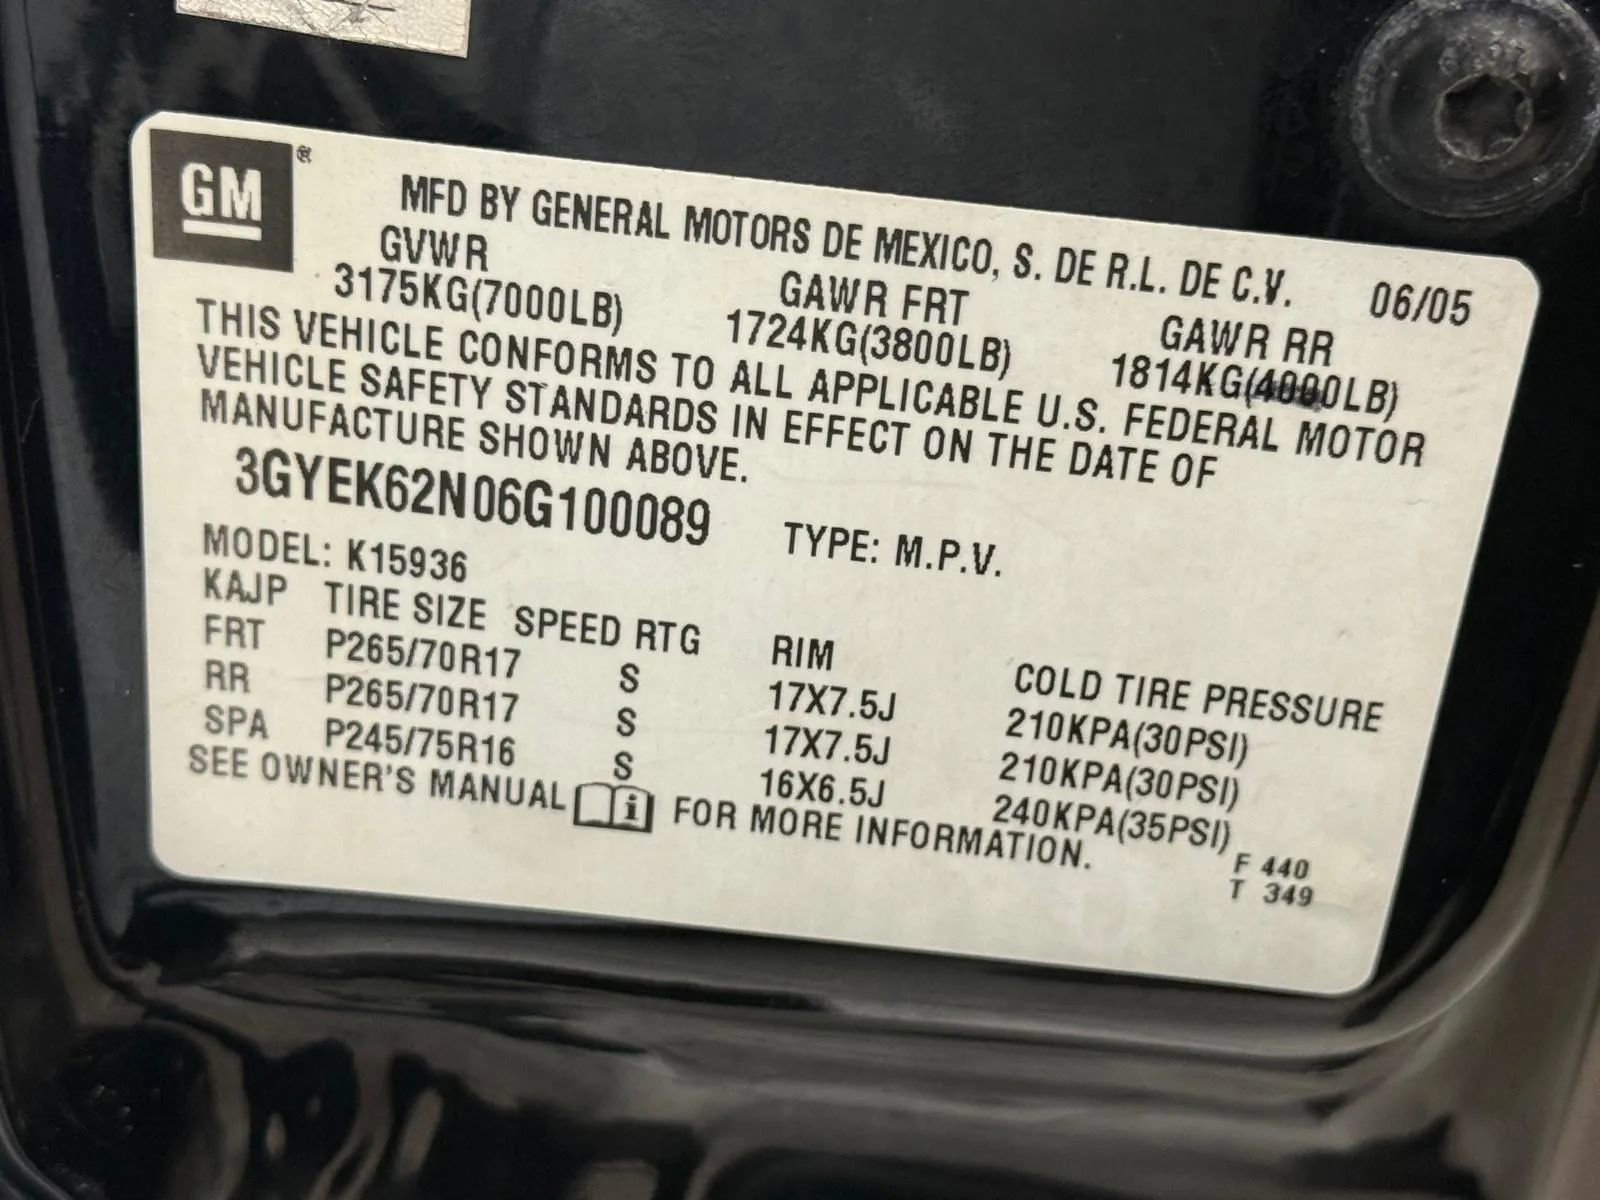 GM®
MFD BY GENERAL MOTORS DE MEXICO, S. DE R.L. DE C.V. 06/05
GVWR GAWR FRT GAWR RR
3175KG(7000LB) 1724KG(3800LB) 1814KG(4000LB)
THIS VEHICLE CONFORMS TO ALL APPLICABLE U.S. FEDERAL MOTOR
VEHICLE SAFETY STANDARDS IN EFFECT ON THE DATE OF
MANUFACTURE SHOWN ABOVE.
3GYEK62N06G100089 TYPE: M.P.V.
MODEL: K15936
KAJP TIRE SIZE SPEED RTG RIM COLD TIRE PRESSURE
FRT P265/70R17 S 17X7.5J 210KPA(30PSI)
RR P265/70R17 S 17X7.5J 210KPA(30PSI)
SPA P245/75R16 S 16X6.5J 240KPA(35PSI)
SEE OWNER'S MANUAL i FOR MORE INFORMATION.
F 440
T 349